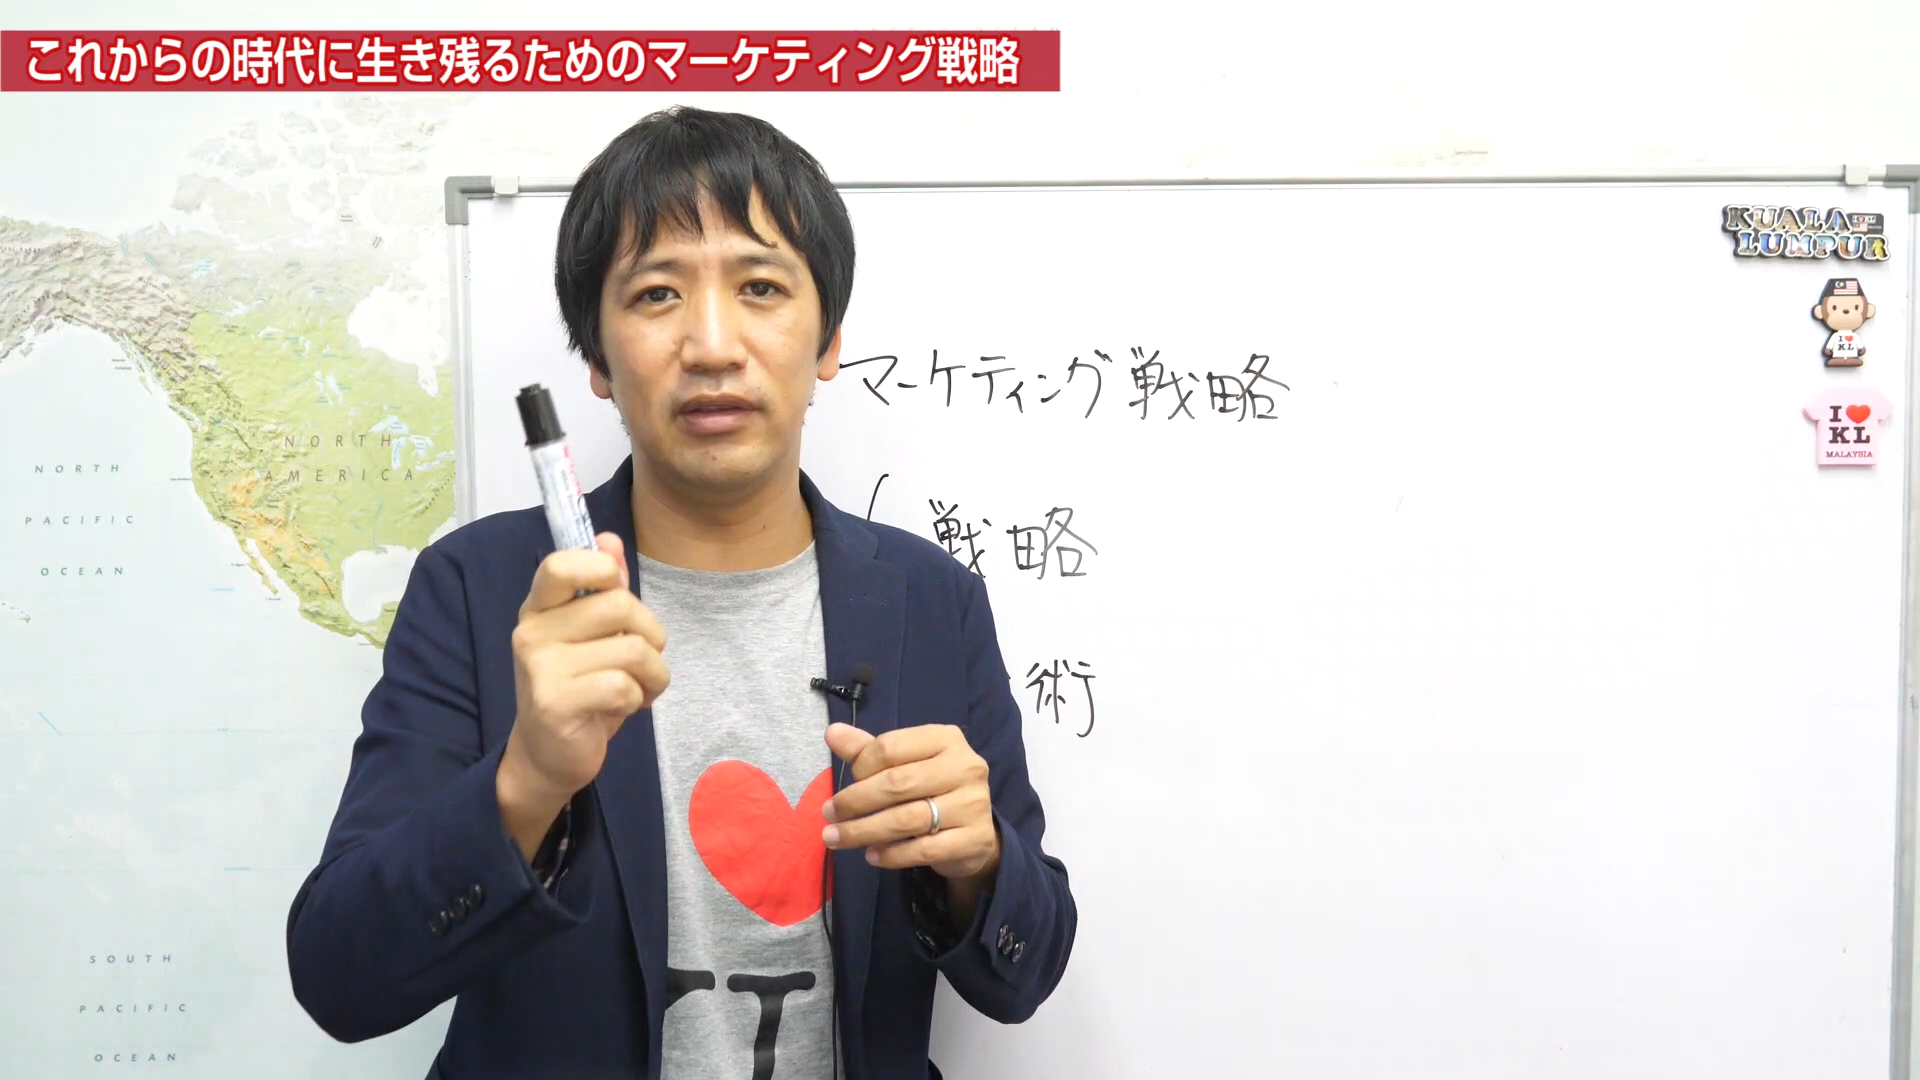 これからの時代に生き残るためのマーケティング戦略
マーケティング戦略
戦略
術
KUALA
LUMPUR
I
KL
I
KL
MALAYSIA
NORTH
AMERICA
NORTH
PACIFIC
OCEAN
SOUTH
PACIFIC
OCEAN